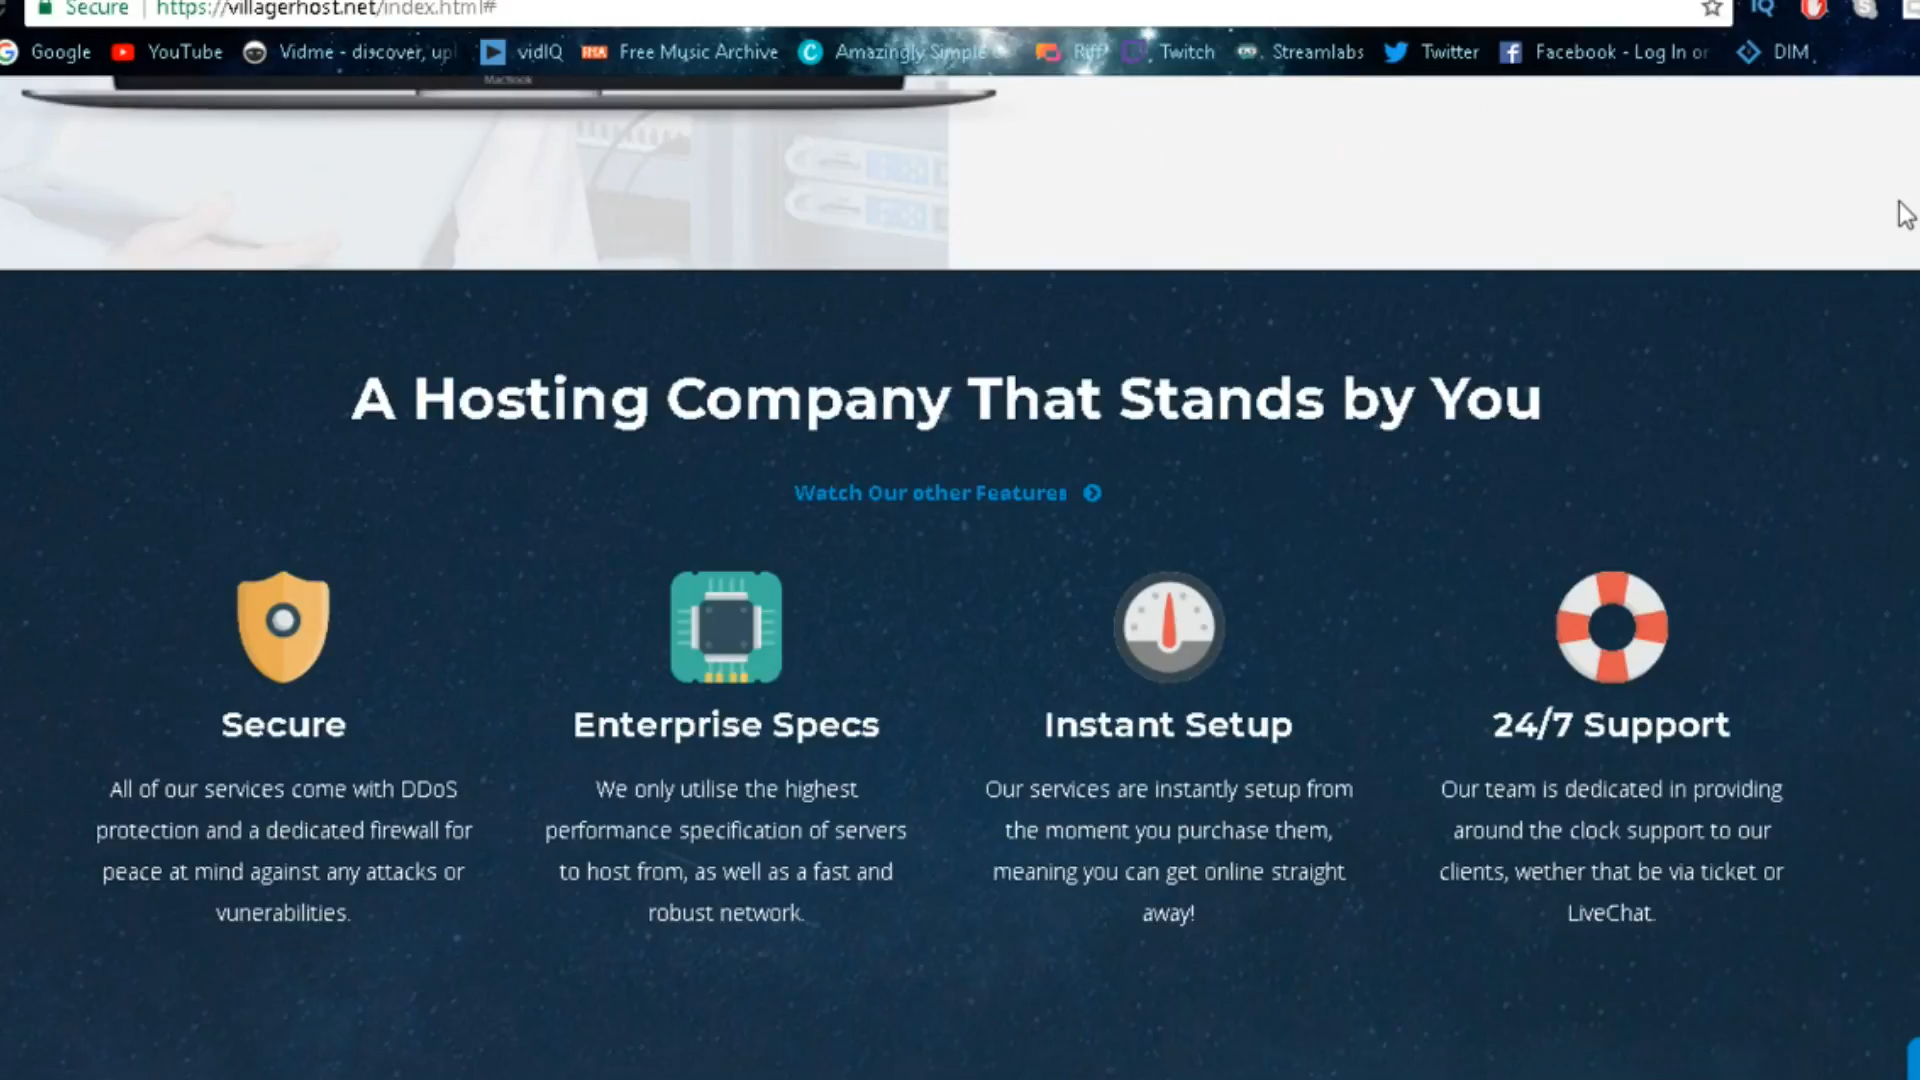 Secure https://villagerhost.net/index.html#
Google YouTube Vidme - discover, upl vidIQ Free Music Archive Amazingly Simple Riff Twitch Streamlabs Twitter Facebook - Log In or DIM
MacBook
A Hosting Company That Stands by You
Watch Our other Features
Secure
All of our services come with DDoS
protection and a dedicated firewall for
peace at mind against any attacks or
vunerabilities.
Enterprise Specs
We only utilise the highest
performance specification of servers
to host from, as well as a fast and
robust network.
Instant Setup
Our services are instantly setup from
the moment you purchase them,
meaning you can get online straight
away!
24/7 Support
Our team is dedicated in providing
around the clock support to our
clients, wether that be via ticket or
LiveChat.